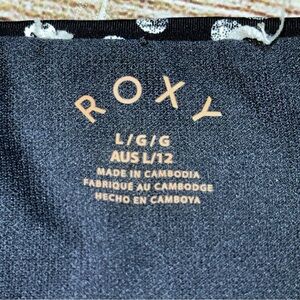 ROXY
L/G/G
AUS L/12
MADE IN CAMBODIA
FABRIQUÉ AU CAMBODGE
HECHO EN CAMBOYA